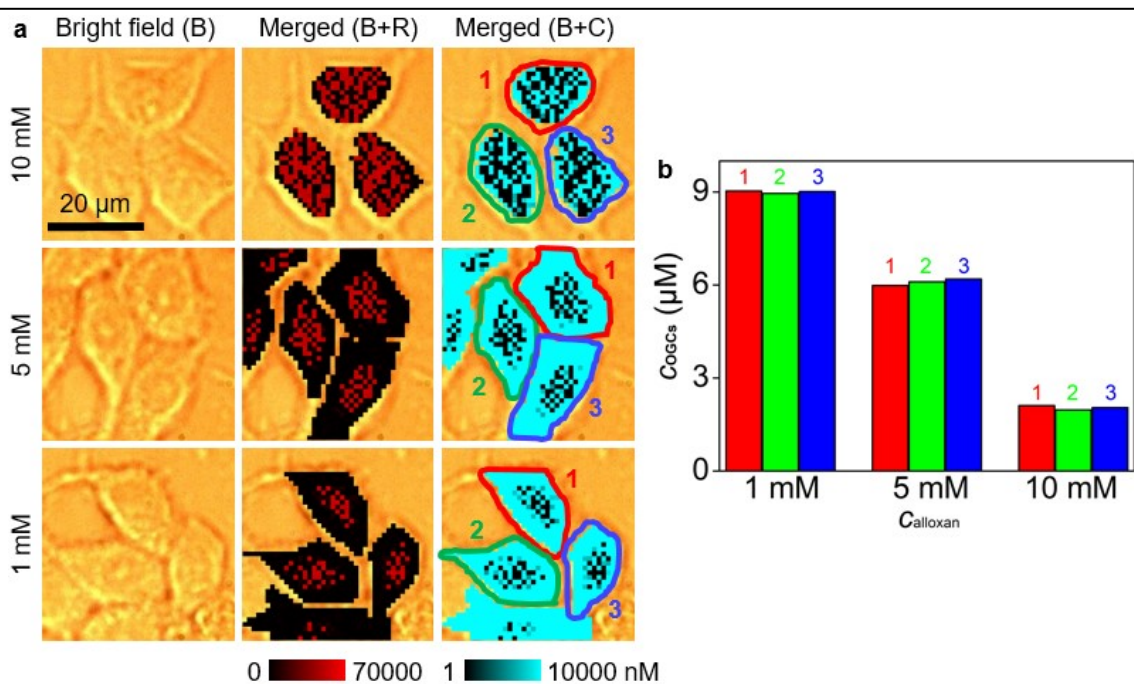 a
Bright field (B) Merged (B+R) Merged (B+C)
10 mM
20 μm
1
2
3
5 mM
1
2
3
1 mM
1
2
3
0 70000 1 10000 nM
b
cOGCs (μM)
9
6
3
0
1 2 3
1 2 3
1 2 3
1 mM 5 mM 10 mM
calloxan